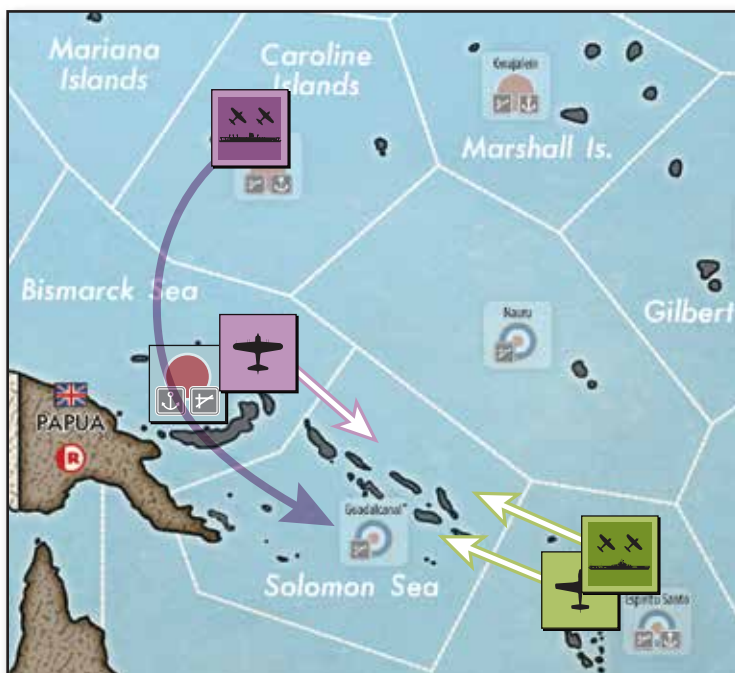 Mariana
Islands
Caroline
Islands
Kwajalein
Marshall Is.
Bismarck Sea
Nauru
Gilbert
PAPUA
R
Guadalcanal*
Solomon Sea
Espiritu Santo